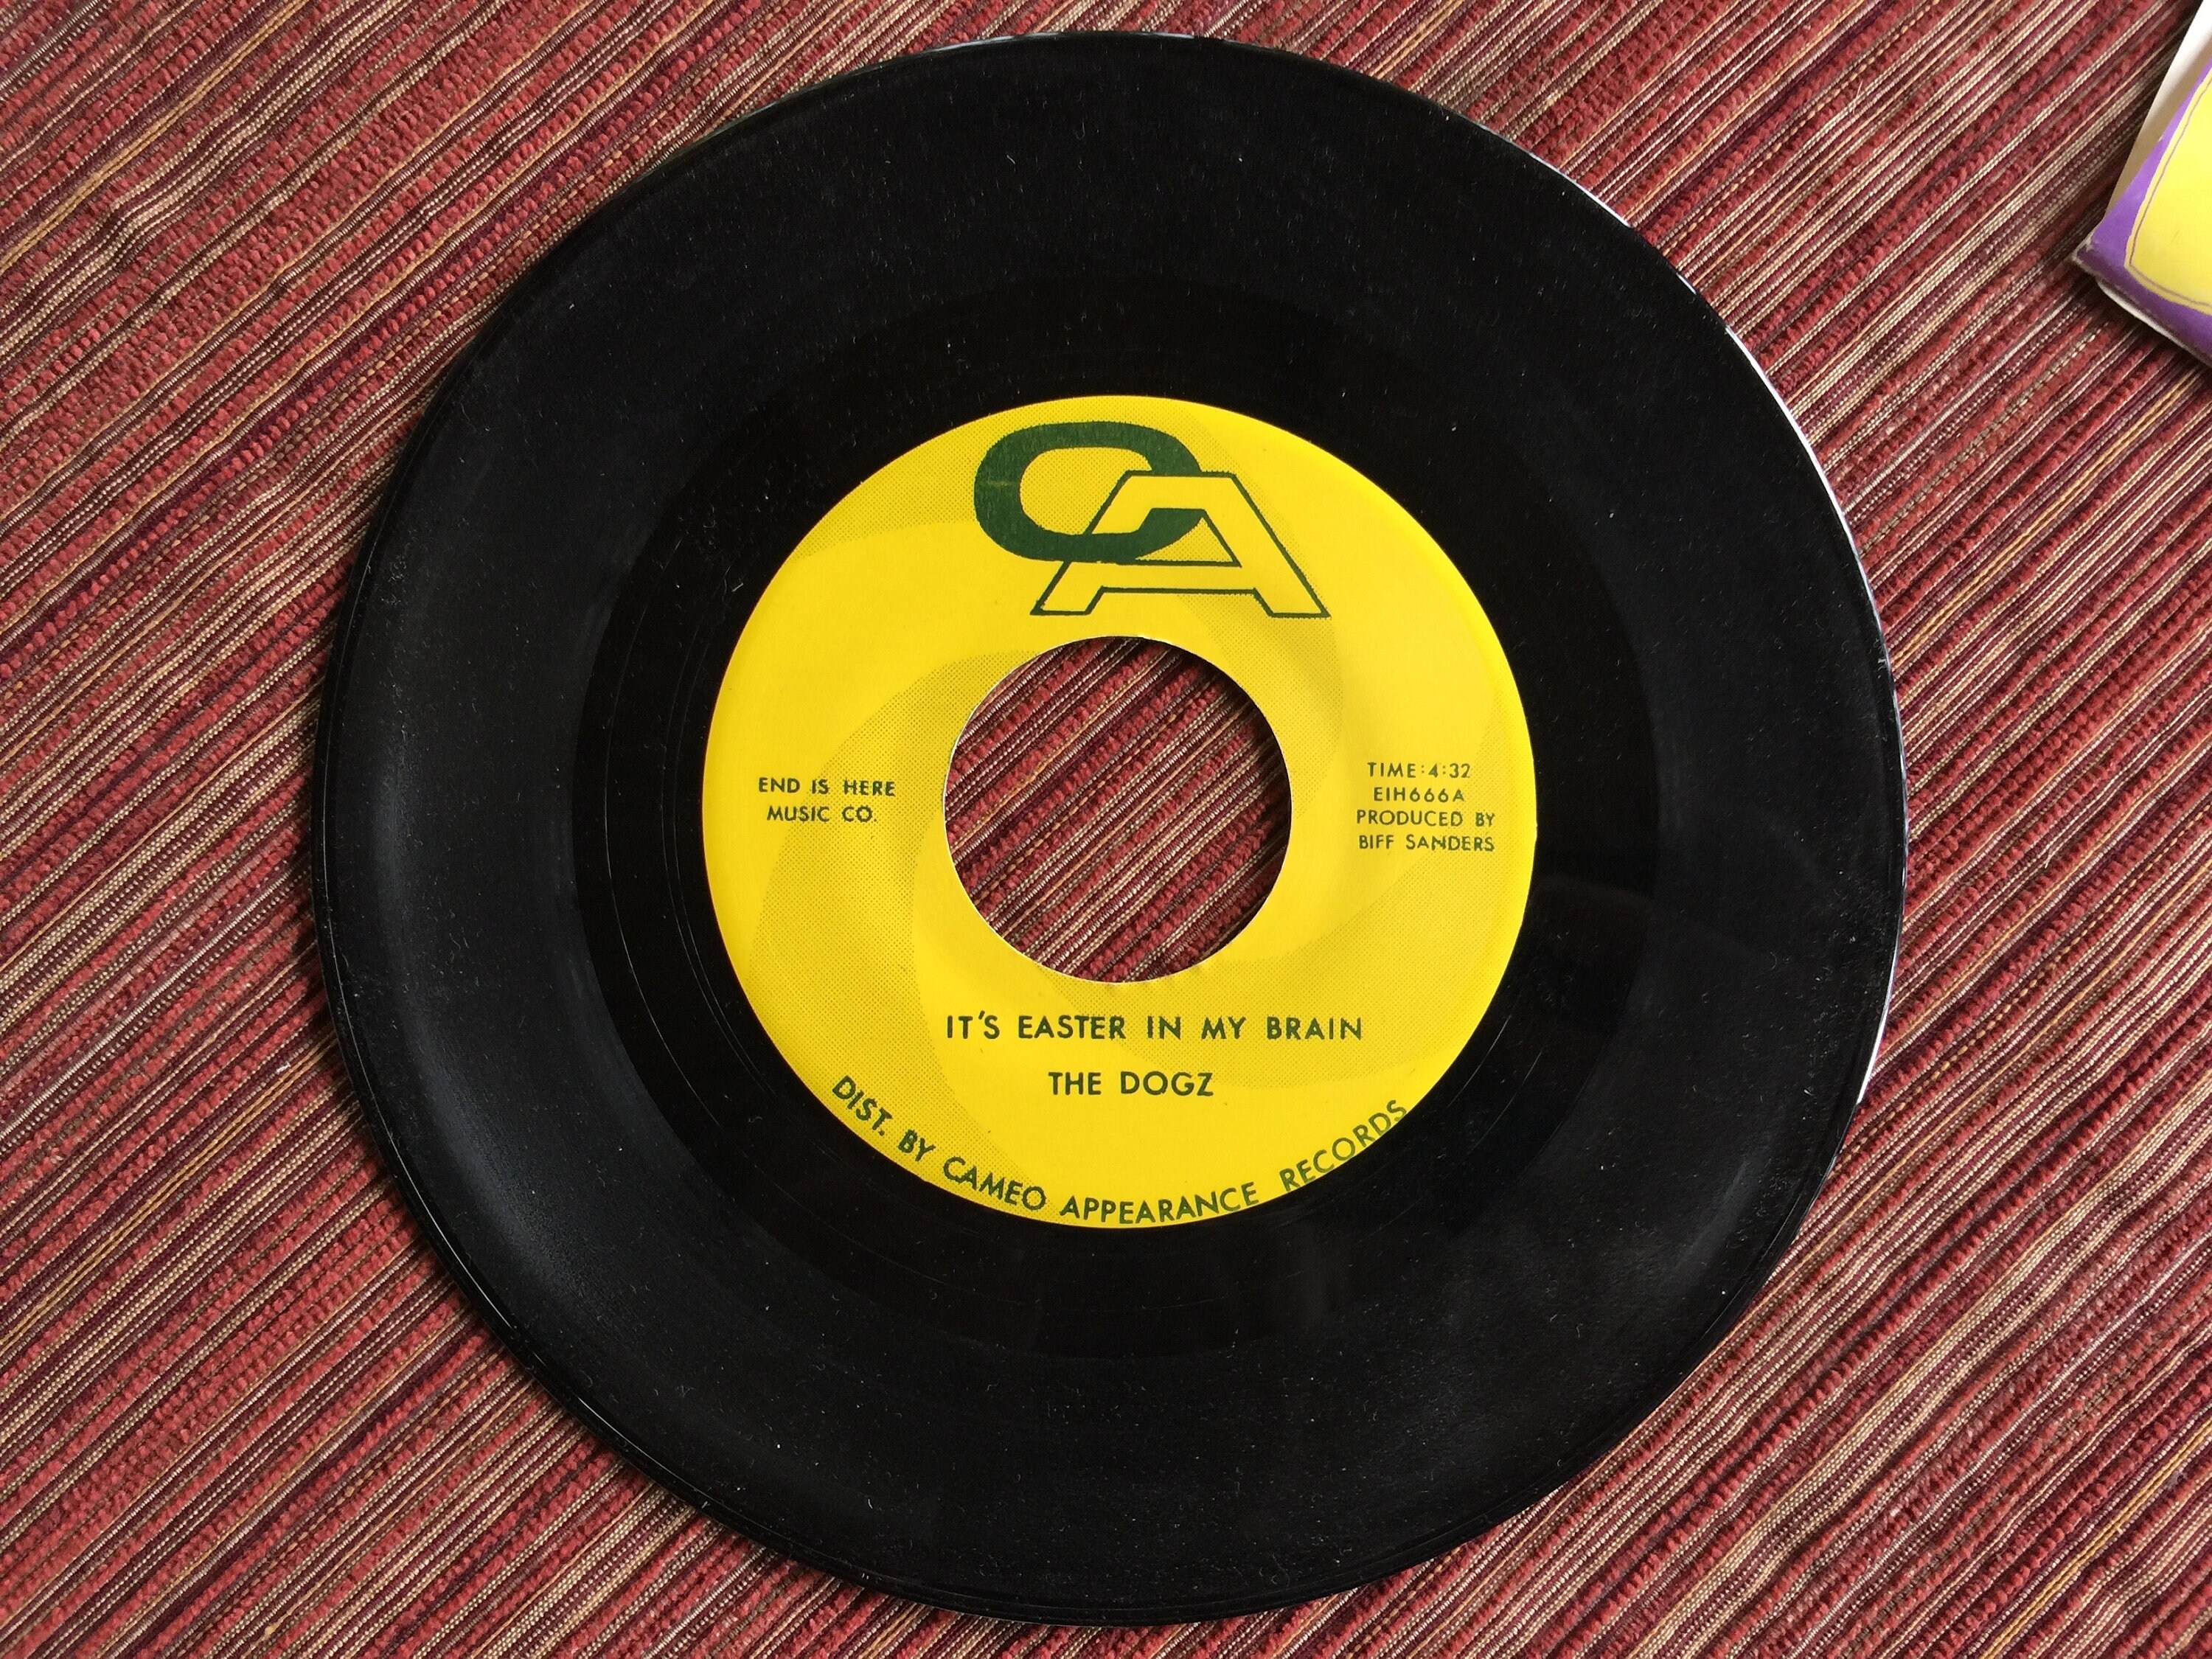 CA
END IS HERE
MUSIC CO.
TIME:4:32
EIH666A
PRODUCED BY
BIFF SANDERS
IT'S EASTER IN MY BRAIN
THE DOGZ
DIST. BY CAMEO APPEARANCE RECORDS